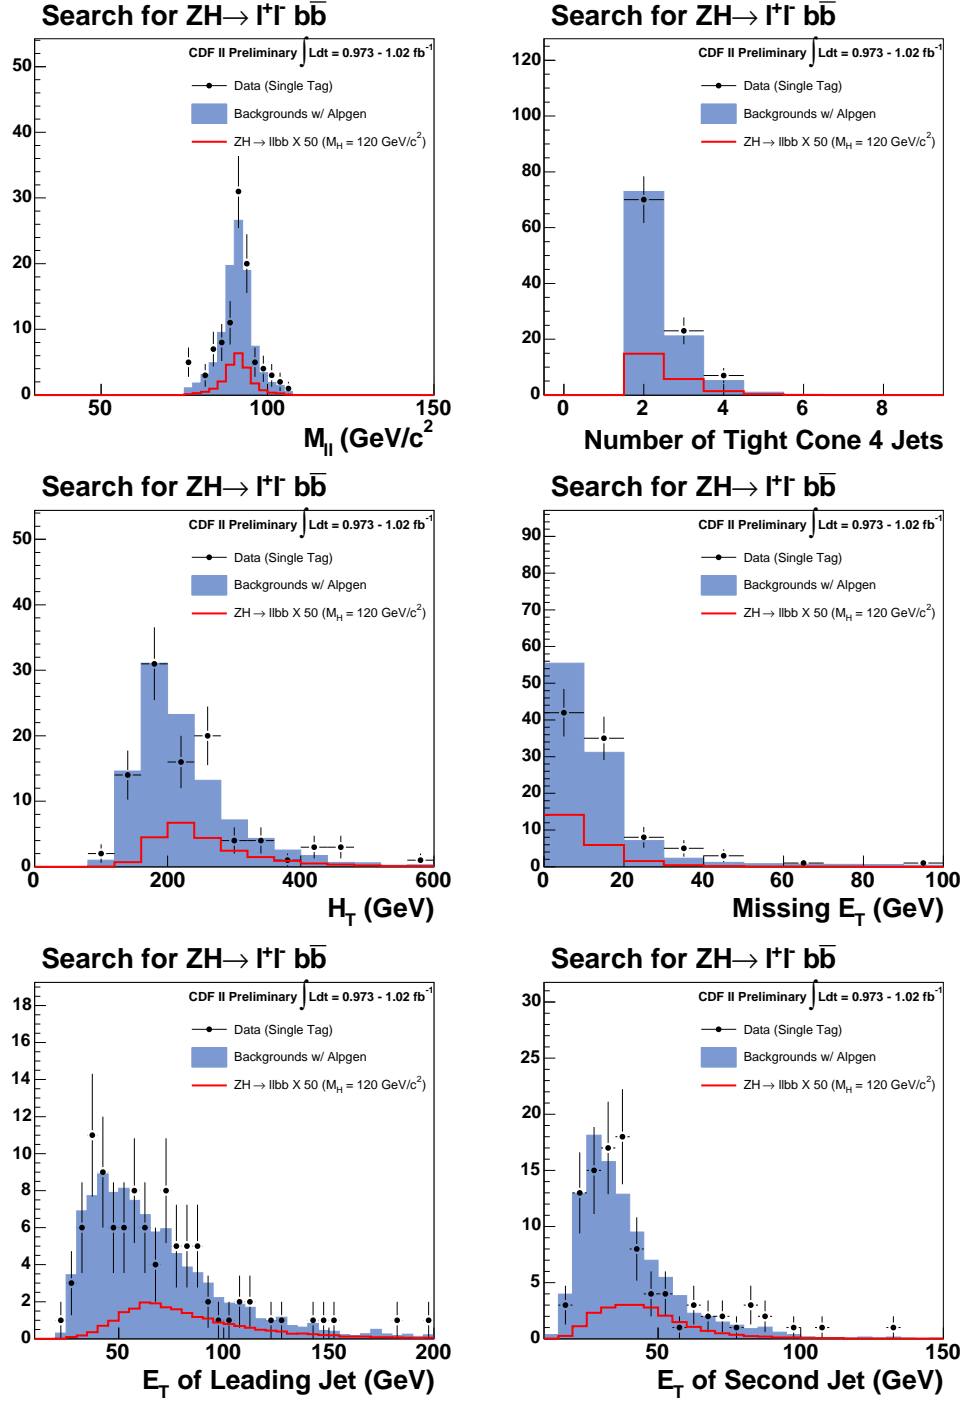 Search for ZH→ l⁺l⁻ bb̅
CDF II Preliminary ∫ Ldt = 0.973 - 1.02 fb⁻¹
Data (Single Tag)
Backgrounds w/ Alpgen
ZH→ llbb X 50 (M_H = 120 GeV/c²)
50
40
30
20
10
0
50 100 150
M_ll (GeV/c²)
Search for ZH→ l⁺l⁻ bb̅
CDF II Preliminary ∫ Ldt = 0.973 - 1.02 fb⁻¹
Data (Single Tag)
Backgrounds w/ Alpgen
ZH→ llbb X 50 (M_H = 120 GeV/c²)
120
100
80
60
40
20
0
0 2 4 6 8
Number of Tight Cone 4 Jets
Search for ZH→ l⁺l⁻ bb̅
CDF II Preliminary ∫ Ldt = 0.973 - 1.02 fb⁻¹
Data (Single Tag)
Backgrounds w/ Alpgen
ZH→ llbb X 50 (M_H = 120 GeV/c²)
50
40
30
20
10
0
0 200 400 600
H_T (GeV)
Search for ZH→ l⁺l⁻ bb̅
CDF II Preliminary ∫ Ldt = 0.973 - 1.02 fb⁻¹
Data (Single Tag)
Backgrounds w/ Alpgen
ZH→ llbb X 50 (M_H = 120 GeV/c²)
90
80
70
60
50
40
30
20
10
0
0 20 40 60 80 100
Missing E_T (GeV)
Search for ZH→ l⁺l⁻ bb̅
CDF II Preliminary ∫ Ldt = 0.973 - 1.02 fb⁻¹
Data (Single Tag)
Backgrounds w/ Alpgen
ZH→ llbb X 50 (M_H = 120 GeV/c²)
18
16
14
12
10
8
6
4
2
0
50 100 150 200
E_T of Leading Jet (GeV)
Search for ZH→ l⁺l⁻ bb̅
CDF II Preliminary ∫ Ldt = 0.973 - 1.02 fb⁻¹
Data (Single Tag)
Backgrounds w/ Alpgen
ZH→ llbb X 50 (M_H = 120 GeV/c²)
30
25
20
15
10
5
0
50 100 150
E_T of Second Jet (GeV)